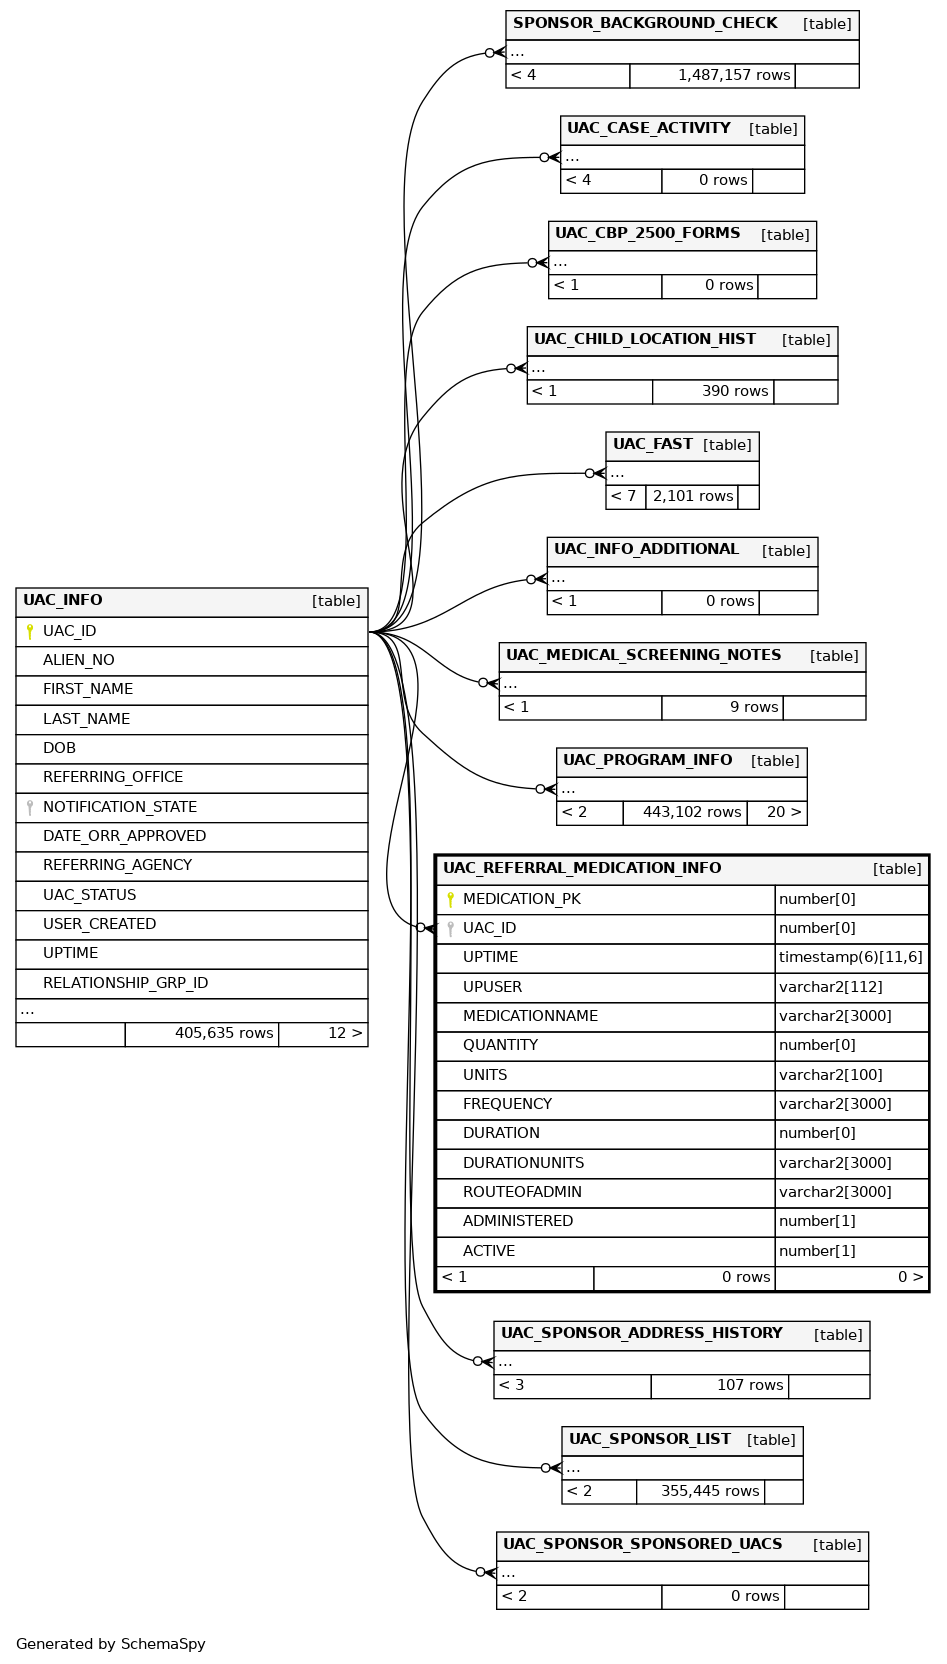 SPONSOR_BACKGROUND_CHECK [table]
...
< 4 1,487,157 rows
UAC_CASE_ACTIVITY [table]
...
< 4 0 rows
UAC_CBP_2500_FORMS [table]
...
< 1 0 rows
UAC_CHILD_LOCATION_HIST [table]
...
< 1 390 rows
UAC_FAST [table]
...
< 7 2,101 rows
UAC_INFO_ADDITIONAL [table]
...
< 1 0 rows
UAC_INFO [table]
UAC_ID
ALIEN_NO
FIRST_NAME
LAST_NAME
DOB
REFERRING_OFFICE
NOTIFICATION_STATE
DATE_ORR_APPROVED
REFERRING_AGENCY
UAC_STATUS
USER_CREATED
UPTIME
RELATIONSHIP_GRP_ID
...
405,635 rows 12 >
UAC_MEDICAL_SCREENING_NOTES [table]
...
< 1 9 rows
UAC_PROGRAM_INFO [table]
...
< 2 443,102 rows 20 >
UAC_REFERRAL_MEDICATION_INFO [table]
MEDICATION_PK number[0]
UAC_ID number[0]
UPTIME timestamp(6)[11,6]
UPUSER varchar2[112]
MEDICATIONNAME varchar2[3000]
QUANTITY number[0]
UNITS varchar2[100]
FREQUENCY varchar2[3000]
DURATION number[0]
DURATIONUNITS varchar2[3000]
ROUTEOFADMIN varchar2[3000]
ADMINISTERED number[1]
ACTIVE number[1]
< 1 0 rows 0 >
UAC_SPONSOR_ADDRESS_HISTORY [table]
...
< 3 107 rows
UAC_SPONSOR_LIST [table]
...
< 2 355,445 rows
UAC_SPONSOR_SPONSORED_UACS [table]
...
< 2 0 rows
Generated by SchemaSpy